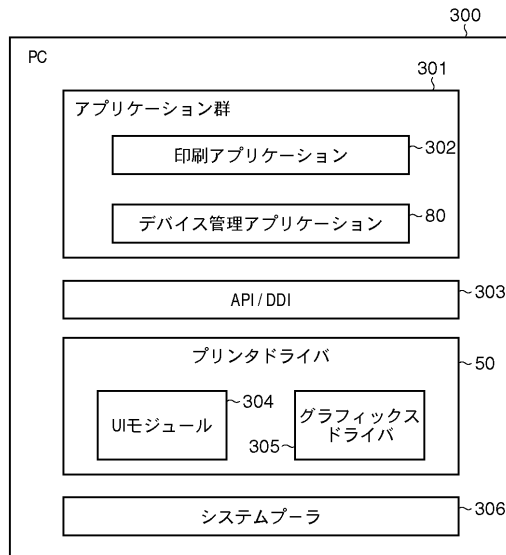 300
PC
301
アプリケーション群
印刷アプリケーション
302
デバイス管理アプリケーション
80
API / DDI
303
プリンタドライバ
50
UIモジュール
304
グラフィックス
ドライバ
305
システムプーラ
306